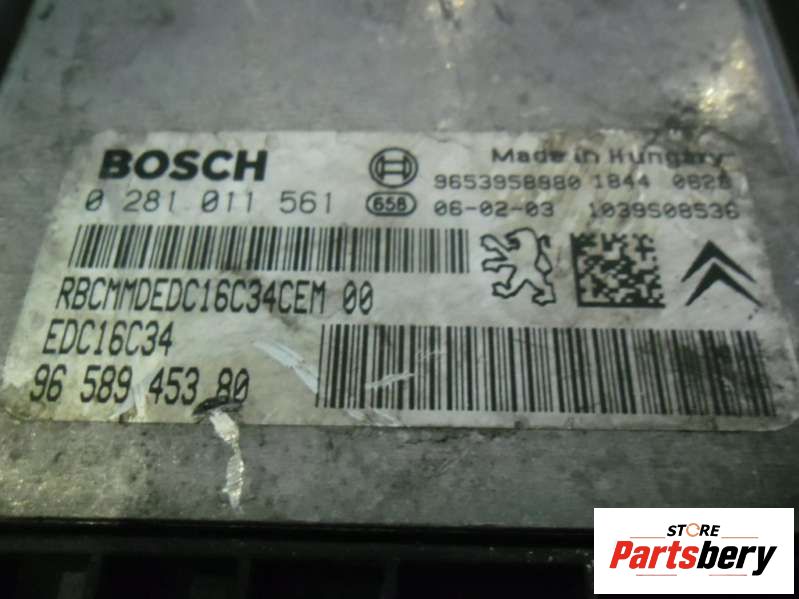 BOSCH
Made in Hungary
0 281 011 561
658
9653958880 1844 0628
06-02-03 1039S08536
RBCMMDEDC16C34CEM 00
EDC16C34
96 589 453 80
STORE
Partsbery